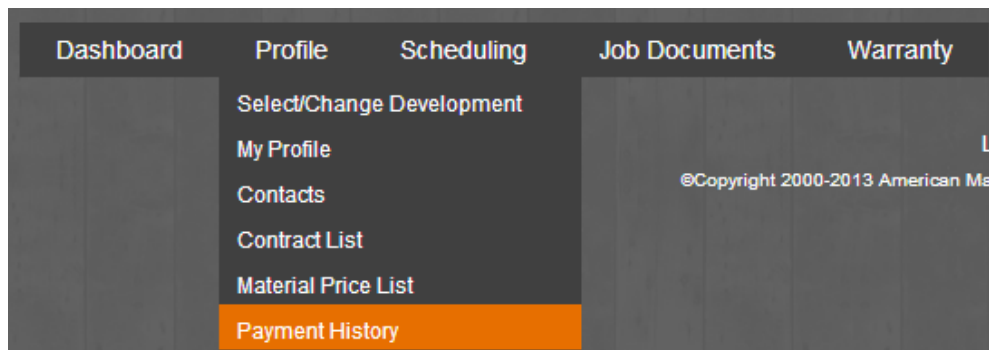 Dashboard Profile Scheduling Job Documents Warranty
Select/Change Development
My Profile
Contacts
©Copyright 2000-2013 American
Contract List
Material Price List
Payment History